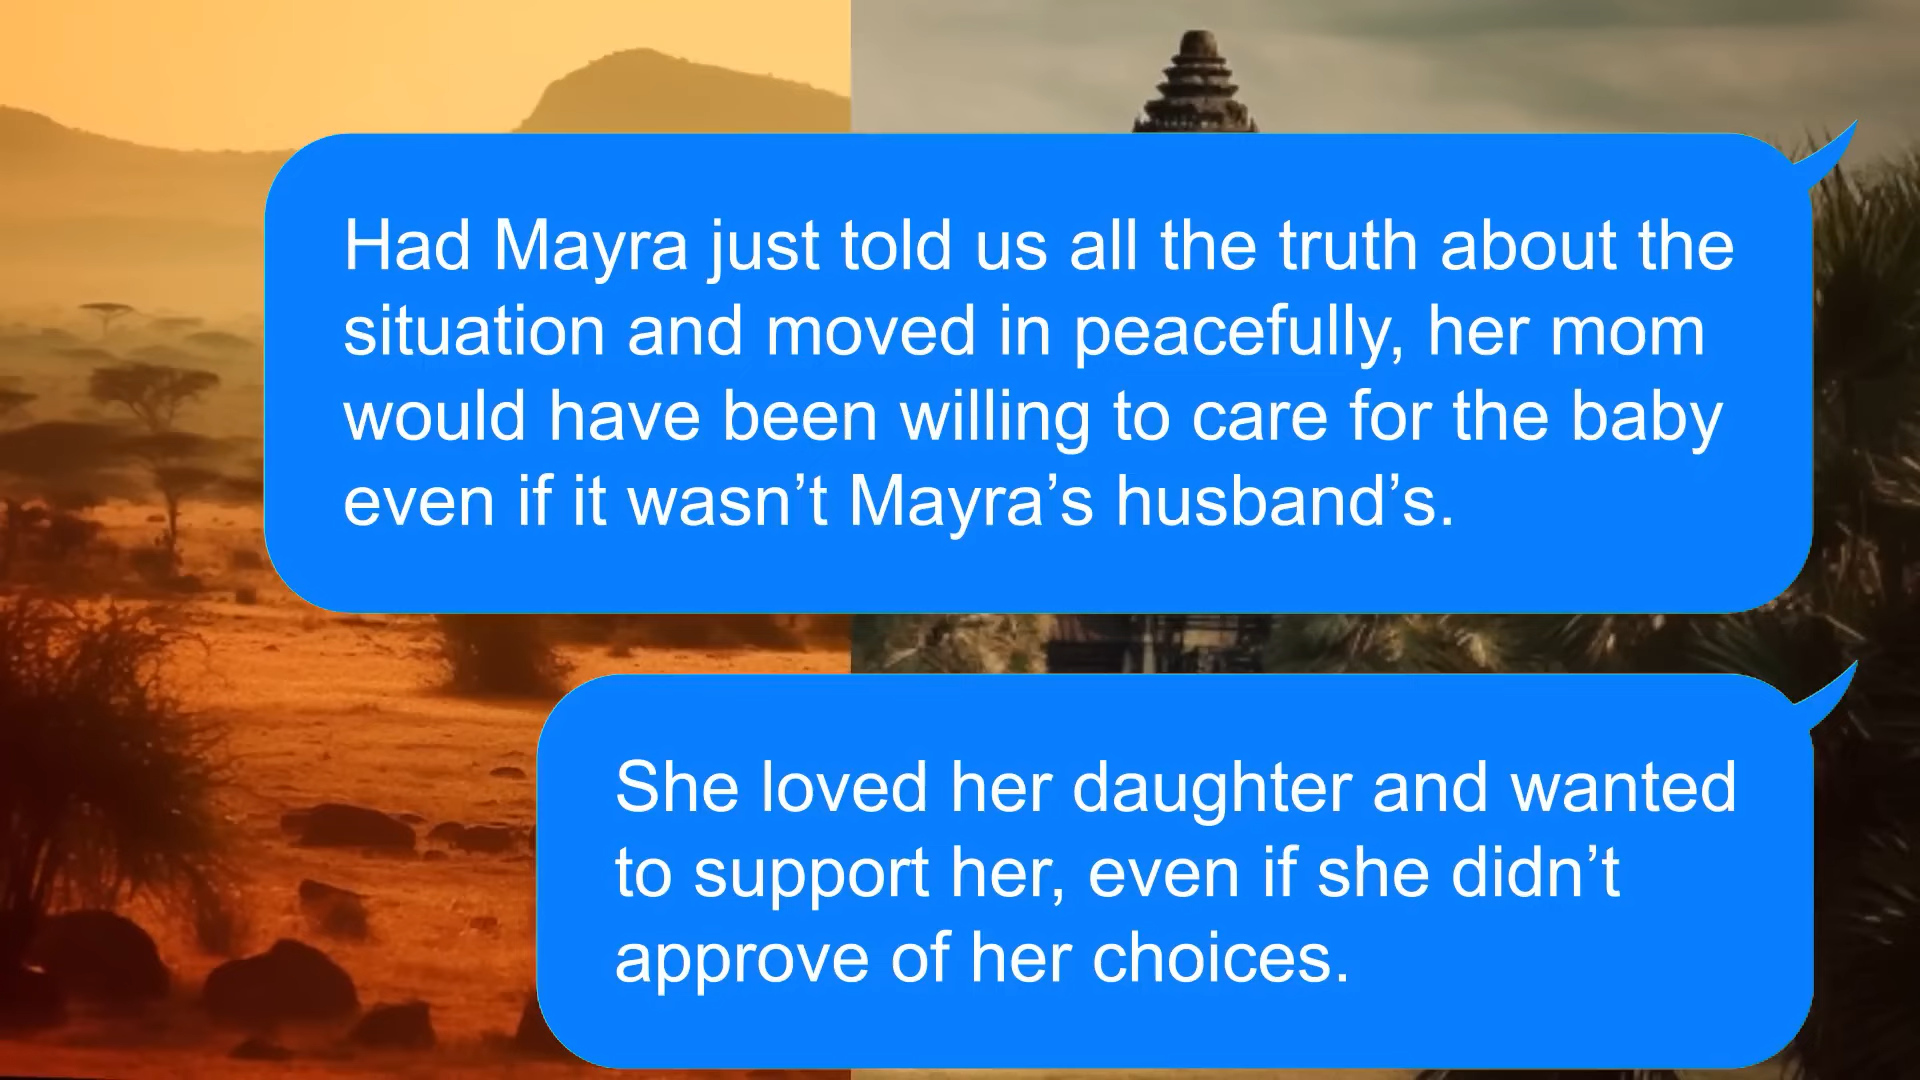 Had Mayra just told us all the truth about the
situation and moved in peacefully, her mom
would have been willing to care for the baby
even if it wasn’t Mayra’s husband’s.
She loved her daughter and wanted
to support her, even if she didn’t
approve of her choices.